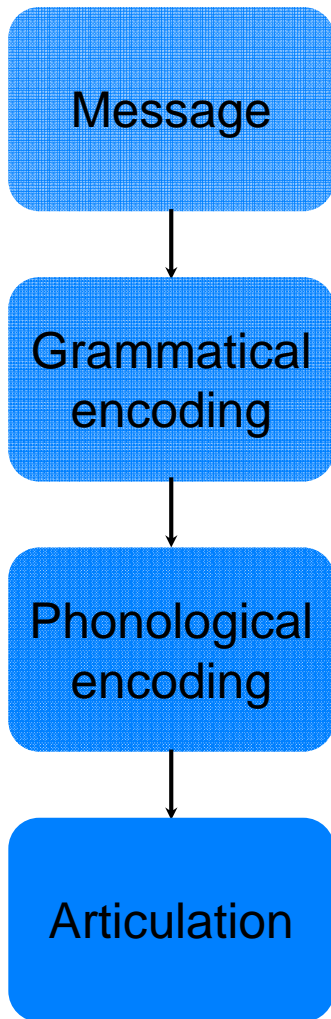 Message
Grammatical
encoding
Phonological
encoding
Articulation